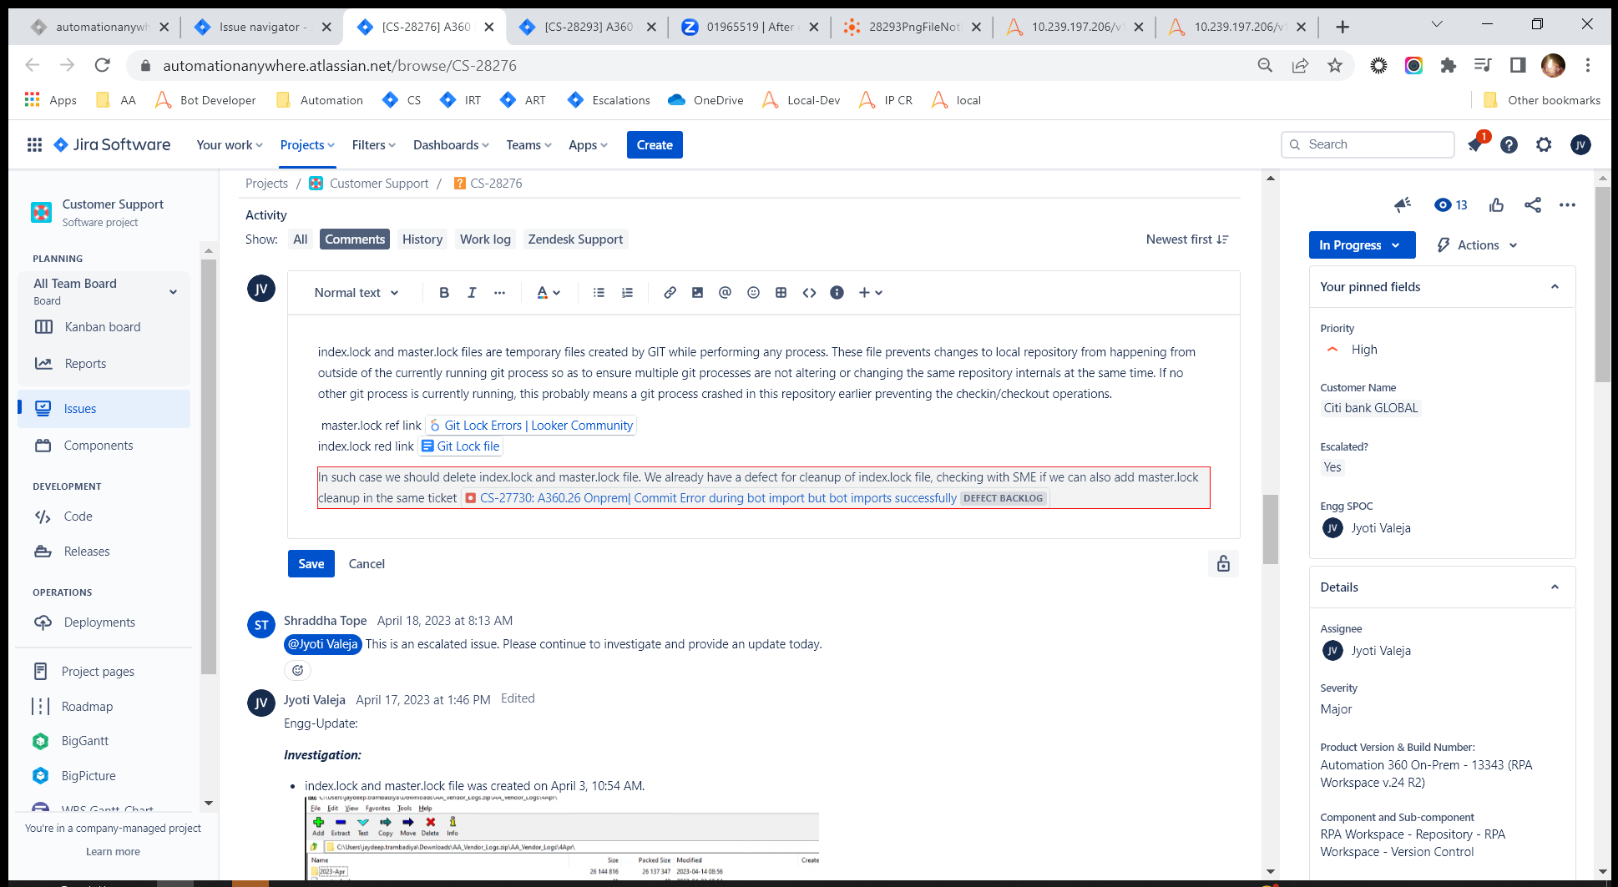 automationanywh
Issue navigator -
[CS-28276] A360
[CS-28293] A360
01965519 | After
28293PngFileNot
10.239.197.206/v
10.239.197.206/v
automationanywhere.atlassian.net/browse/CS-28276
Apps
AA
Bot Developer
Automation
CS
IRT
ART
Escalations
OneDrive
Local-Dev
IP CR
local
Other bookmarks
Jira Software
Your work
Projects
Filters
Dashboards
Teams
Apps
Create
Search
1
JV
Customer Support
Software project
PLANNING
All Team Board
Board
Kanban board
Reports
Issues
Components
DEVELOPMENT
Code
Releases
OPERATIONS
Deployments
Project pages
Roadmap
BigGantt
BigPicture
WBS Gantt-Chart
You're in a company-managed project
Learn more
Projects / Customer Support / CS-28276
Activity
Show: All Comments History Work log Zendesk Support
Newest first
JV
Normal text
index.lock and master.lock files are temporary files created by GIT while performing any process. These file prevents changes to local repository from happening from
outside of the currently running git process so as to ensure multiple git processes are not altering or changing the same repository internals at the same time. If no
other git process is currently running, this probably means a git process crashed in this repository earlier preventing the checkin/checkout operations.
master.lock ref link Git Lock Errors | Looker Community
index.lock red link Git Lock file
In such case we should delete index.lock and master.lock file. We already have a defect for cleanup of index.lock file, checking with SME if we can also add master.lock
cleanup in the same ticket CS-27730: A360.26 Onprem| Commit Error during bot import but bot imports successfully DEFECT BACKLOG
Save
Cancel
ST
Shraddha Tope April 18, 2023 at 8:13 AM
@Jyoti Valeja This is an escalated issue. Please continue to investigate and provide an update today.
JV
Jyoti Valeja April 17, 2023 at 1:46 PM Edited
Engg-Update:
Investigation:
• index.lock and master.lock file was created on April 3, 10:54 AM.
File Edit View Favorites Tools Help
Add Extract Test Copy Move Delete Info
C:\Users\jaydeep.trambadiya\Downloads\AA_Vendor_Logs.zip\AA_Vendor_Logs\4Apr\
Name Size Packed Size Modified Create
2023-Apr 26 144 816 26 137 347 2023-04-14 08:56
13
In Progress
Actions
Your pinned fields
Priority
High
Customer Name
Citi bank GLOBAL
Escalated?
Yes
Engg SPOC
JV Jyoti Valeja
Details
Assignee
JV Jyoti Valeja
Severity
Major
Product Version & Build Number:
Automation 360 On-Prem - 13343 (RPA
Workspace v.24 R2)
Component and Sub-component
RPA Workspace - Repository - RPA
Workspace - Version Control